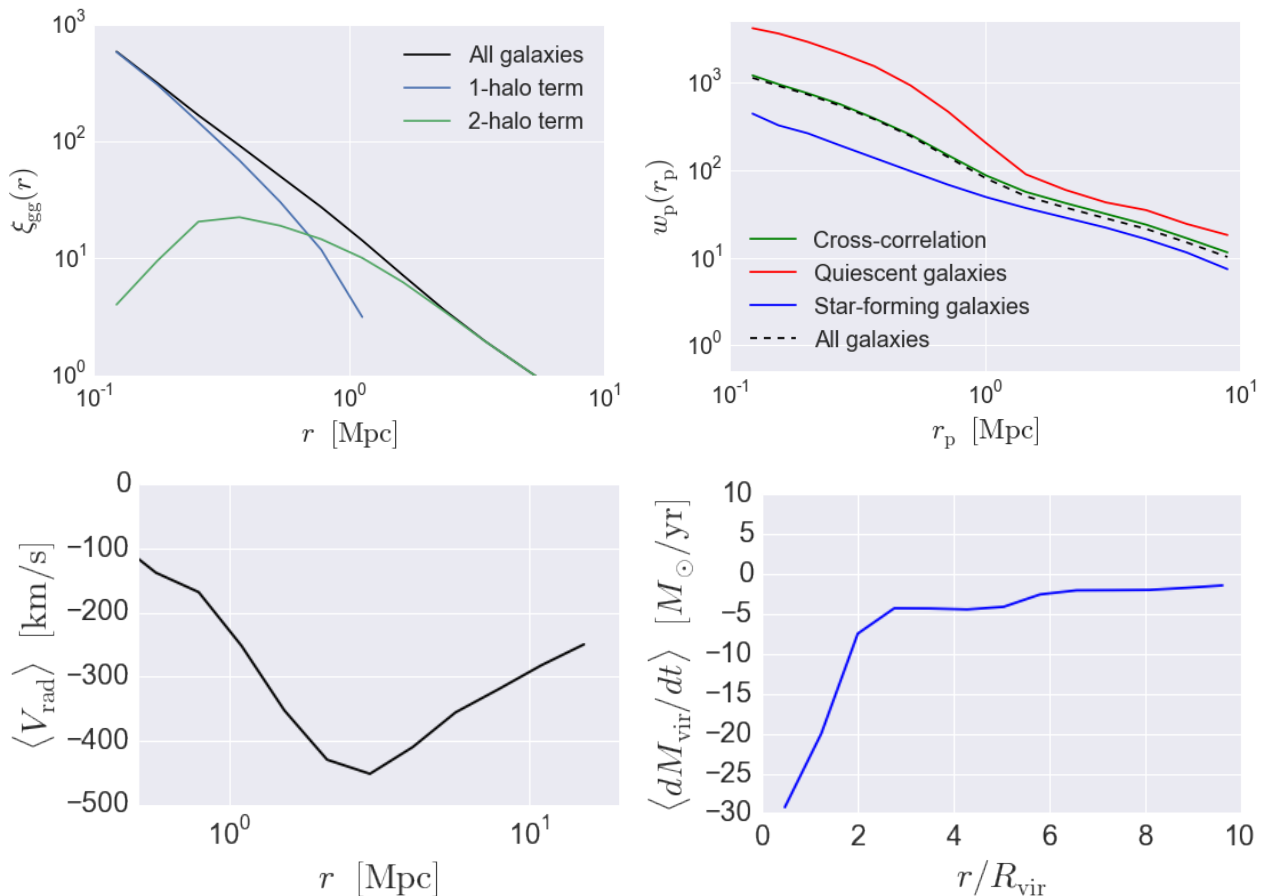 10³
10²
10¹
10⁰
ξgg(r)
All galaxies
1-halo term
2-halo term
10⁻¹
10⁰
10¹
r [Mpc]
10³
10²
10¹
10⁰
wp(rp)
Cross-correlation
Quiescent galaxies
Star-forming galaxies
All galaxies
10⁻¹
10⁰
10¹
rp [Mpc]
0
−100
−200
−300
−400
−500
⟨Vrad⟩ [km/s]
10⁰
10¹
r [Mpc]
10
5
0
−5
−10
−15
−20
−25
−30
⟨dMvir/dt⟩ [M⊙/yr]
0 2 4 6 8 10
r/Rvir